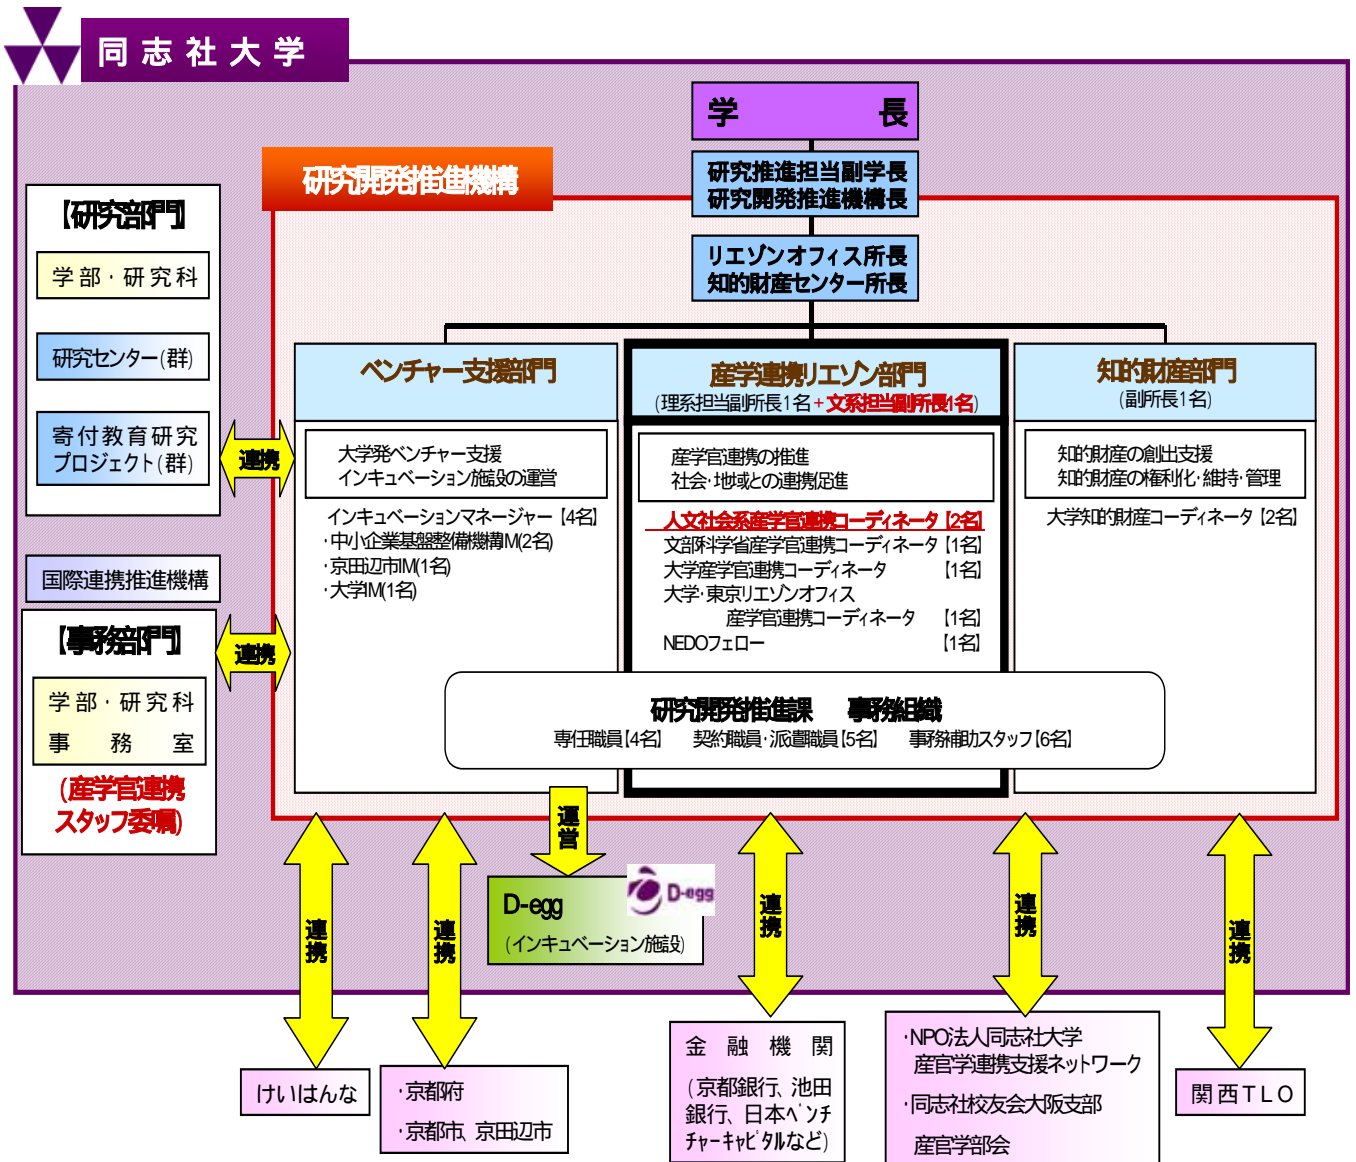 同志社大学
学長
研究推進担当副学長
研究開発推進機構長
リエゾンオフィス所長
知的財産センター所長
研究開発推進機構
【研究部門】
学部・研究科
研究センター(群)
寄付教育研究
プロジェクト(群)
連携
国際連携推進機構
【事務部門】
学部・研究科
事務室
(産学官連携
スタッフ委嘱)
連携
ベンチャー支援部門
大学発ベンチャー支援
インキュベーション施設の運営
インキュベーションマネージャー【4名】
・中小企業基盤整備機構IM(2名)
・京田辺市IM(1名)
・大学IM(1名)
産学連携リエゾン部門
(理系担当副所長1名+文系担当副所長1名)
産学官連携の推進
社会・地域との連携促進
人文社会系産学官連携コーディネータ【2名】
文部科学省産学官連携コーディネータ【1名】
大学産学官連携コーディネータ 【1名】
大学・東京リエゾンオフィス
産学官連携コーディネータ 【1名】
NEDOフェロー 【1名】
知的財産部門
(副所長1名)
知的財産の創出支援
知的財産の権利化・維持・管理
大学知的財産コーディネータ【2名】
研究開発推進課 事務組織
専任職員【4名】 契約職員・派遣職員【5名】 事務補助スタッフ【6名】
運営
D-egg
D-egg
(インキュベーション施設)
連携
連携
連携
連携
連携
けいはんな
・京都府
・京都市、京田辺市
金融機関
(京都銀行、池田
銀行、日本ベンチ
ャーキャピタルなど)
・NPO法人同志社大学
産官学連携支援ネットワーク
・同志社校友会大阪支部
産官学部会
関西TLO